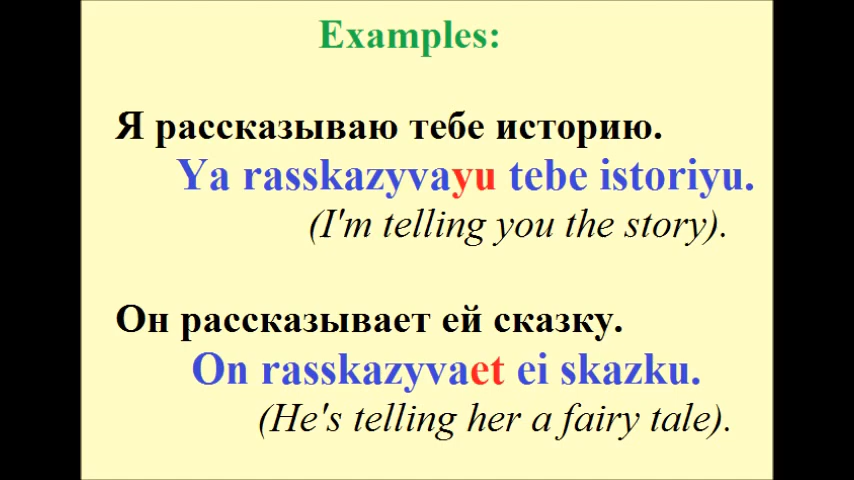 Examples:
Я рассказываю тебе историю.
Ya rasskazyvayu tebe istoriyu.
(I'm telling you the story).
Он рассказывает ей сказку.
On rasskazyvaet ei skazku.
(He's telling her a fairy tale).